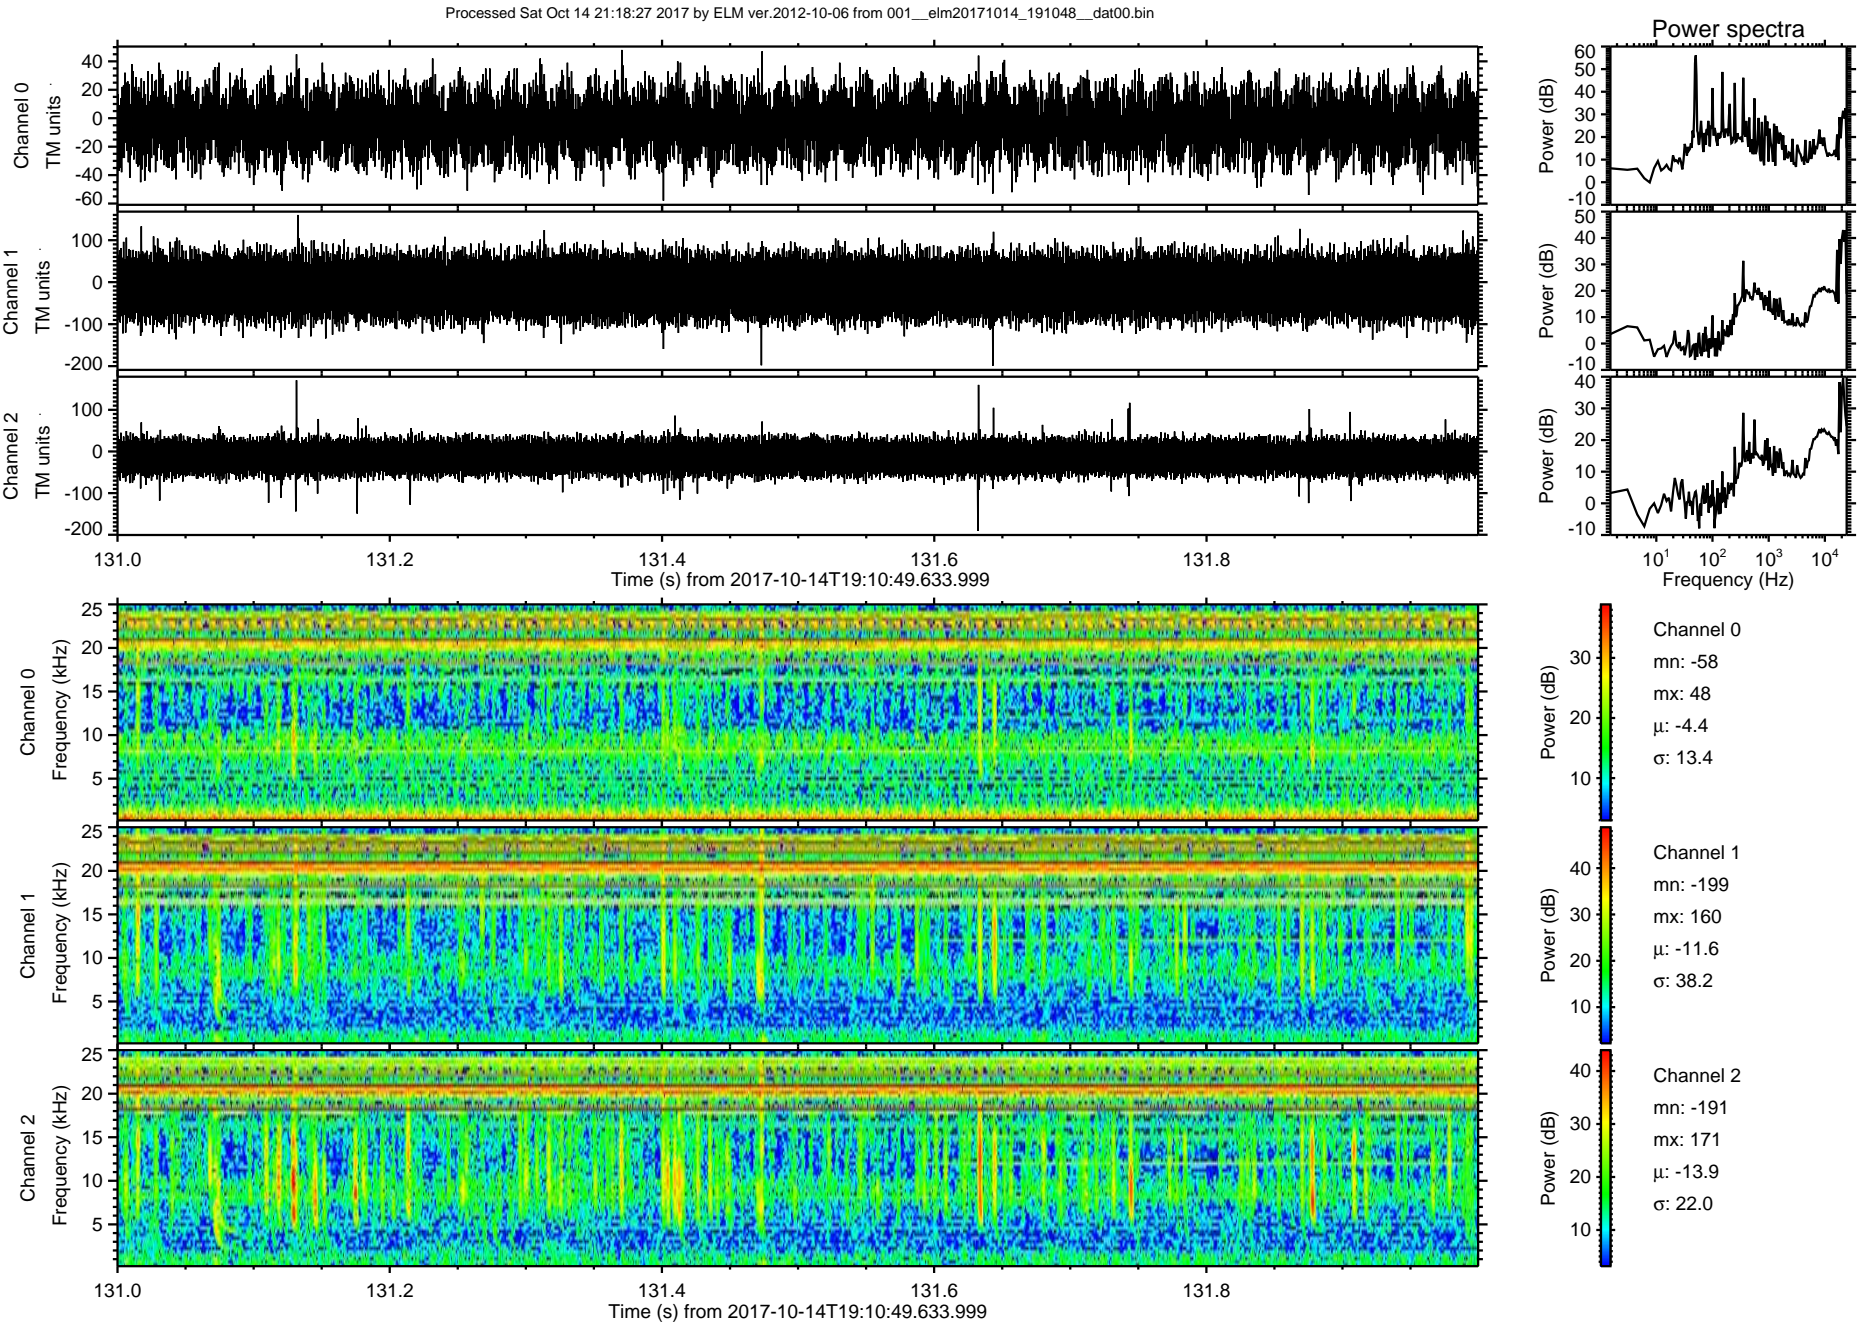 Processed Sat Oct 14 21:18:27 2017 by ELM ver.2012-10-06 from 001__elm20171014_191048__dat00.bin
Power spectra
Channel 0
TM units
40
20
0
-20
-40
-60
Power (dB)
60
50
40
30
20
10
0
-10
Channel 1
TM units
100
0
-100
-200
Power (dB)
50
40
30
20
10
0
-10
Channel 2
TM units
100
0
-100
-200
Power (dB)
40
30
20
10
0
-10
131.0
131.2
131.4
131.6
131.8
Time (s) from 2017-10-14T19:10:49.633.999
10^1
10^2
10^3
10^4
Frequency (Hz)
Channel 0
Frequency (kHz)
25
20
15
10
5
Power (dB)
30
20
10
Channel 0
mn: -58
mx: 48
μ: -4.4
σ: 13.4
Channel 1
Frequency (kHz)
25
20
15
10
5
Power (dB)
40
30
20
10
Channel 1
mn: -199
mx: 160
μ: -11.6
σ: 38.2
Channel 2
Frequency (kHz)
25
20
15
10
5
Power (dB)
40
30
20
10
Channel 2
mn: -191
mx: 171
μ: -13.9
σ: 22.0
131.0
131.2
131.4
131.6
131.8
Time (s) from 2017-10-14T19:10:49.633.999